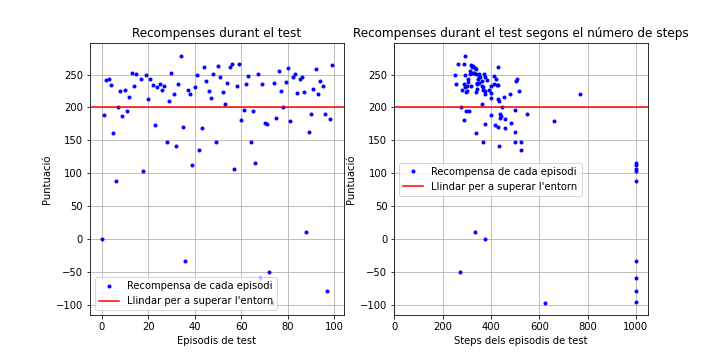 Recompenses durant el test
Puntuació
250
200
150
100
50
0
−50
−100
Recompensa de cada episodi
Llindar per a superar l'entorn
0
20
40
60
80
100
Episodis de test
Recompenses durant el test segons el número de steps
Puntuació
250
200
150
100
50
0
−50
−100
Recompensa de cada episodi
Llindar per a superar l'entorn
0
200
400
600
800
1000
Steps dels episodis de test